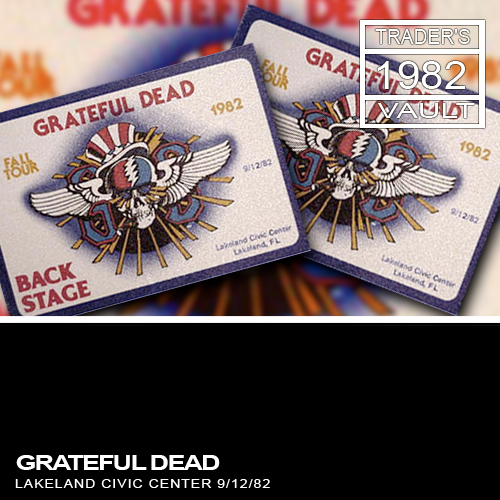 GRATEFUL DEAD
TRADER'S
1982
VAULT
GRATEFUL DEAD
1982
FALL
TOUR
9/12/82
Lakeland Civic Center
Lakeland, FL
BACK
STAGE
GRATEFUL DEAD
1982
FALL
TOUR
9/12/82
Lakeland Civic Center
Lakeland, FL
GRATEFUL DEAD
LAKELAND CIVIC CENTER 9/12/82